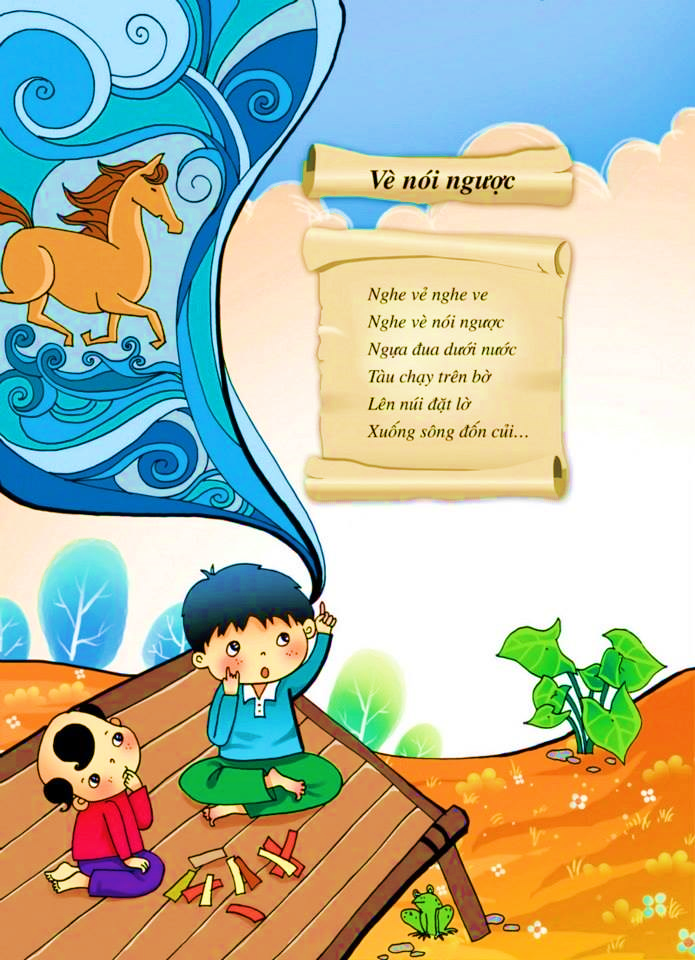 Vè nói ngược
Nghe vẻ nghe ve
Nghe vè nói ngược
Ngựa đua dưới nước
Tàu chạy trên bờ
Lên núi đặt lờ
Xuống sông đốn củi…